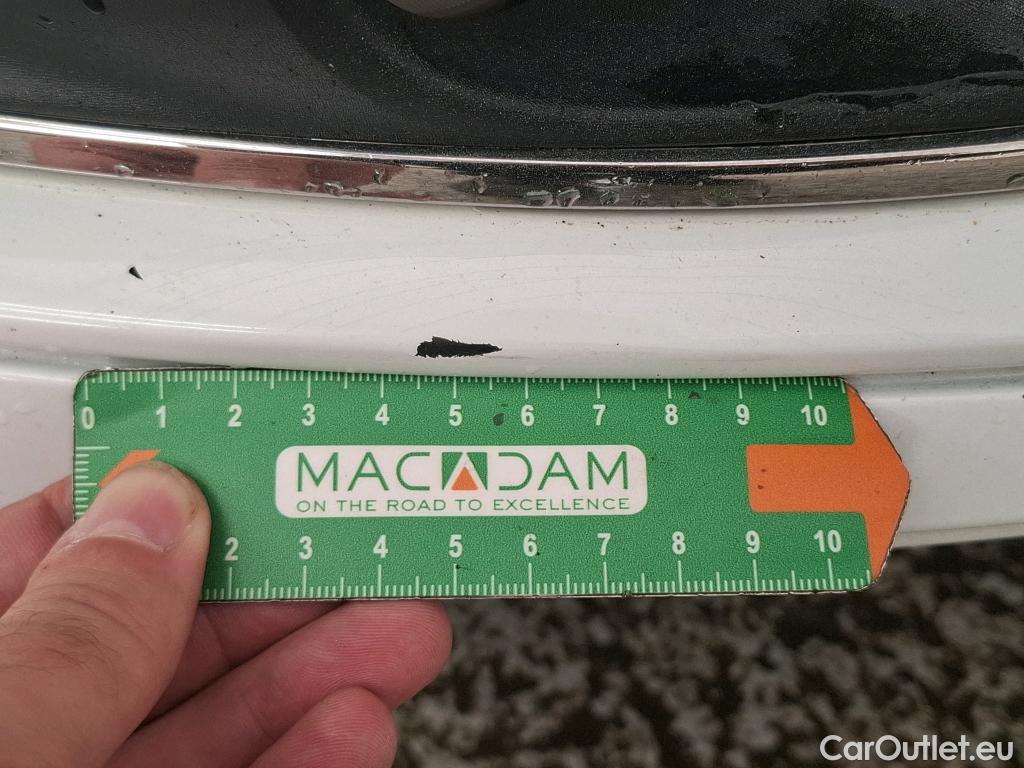 0 1 2 3 4 5 6 7 8 9 10
MACADAM
ON THE ROAD TO EXCELLENCE
2 3 4 5 6 7 8 9 10
CarOutlet.eu